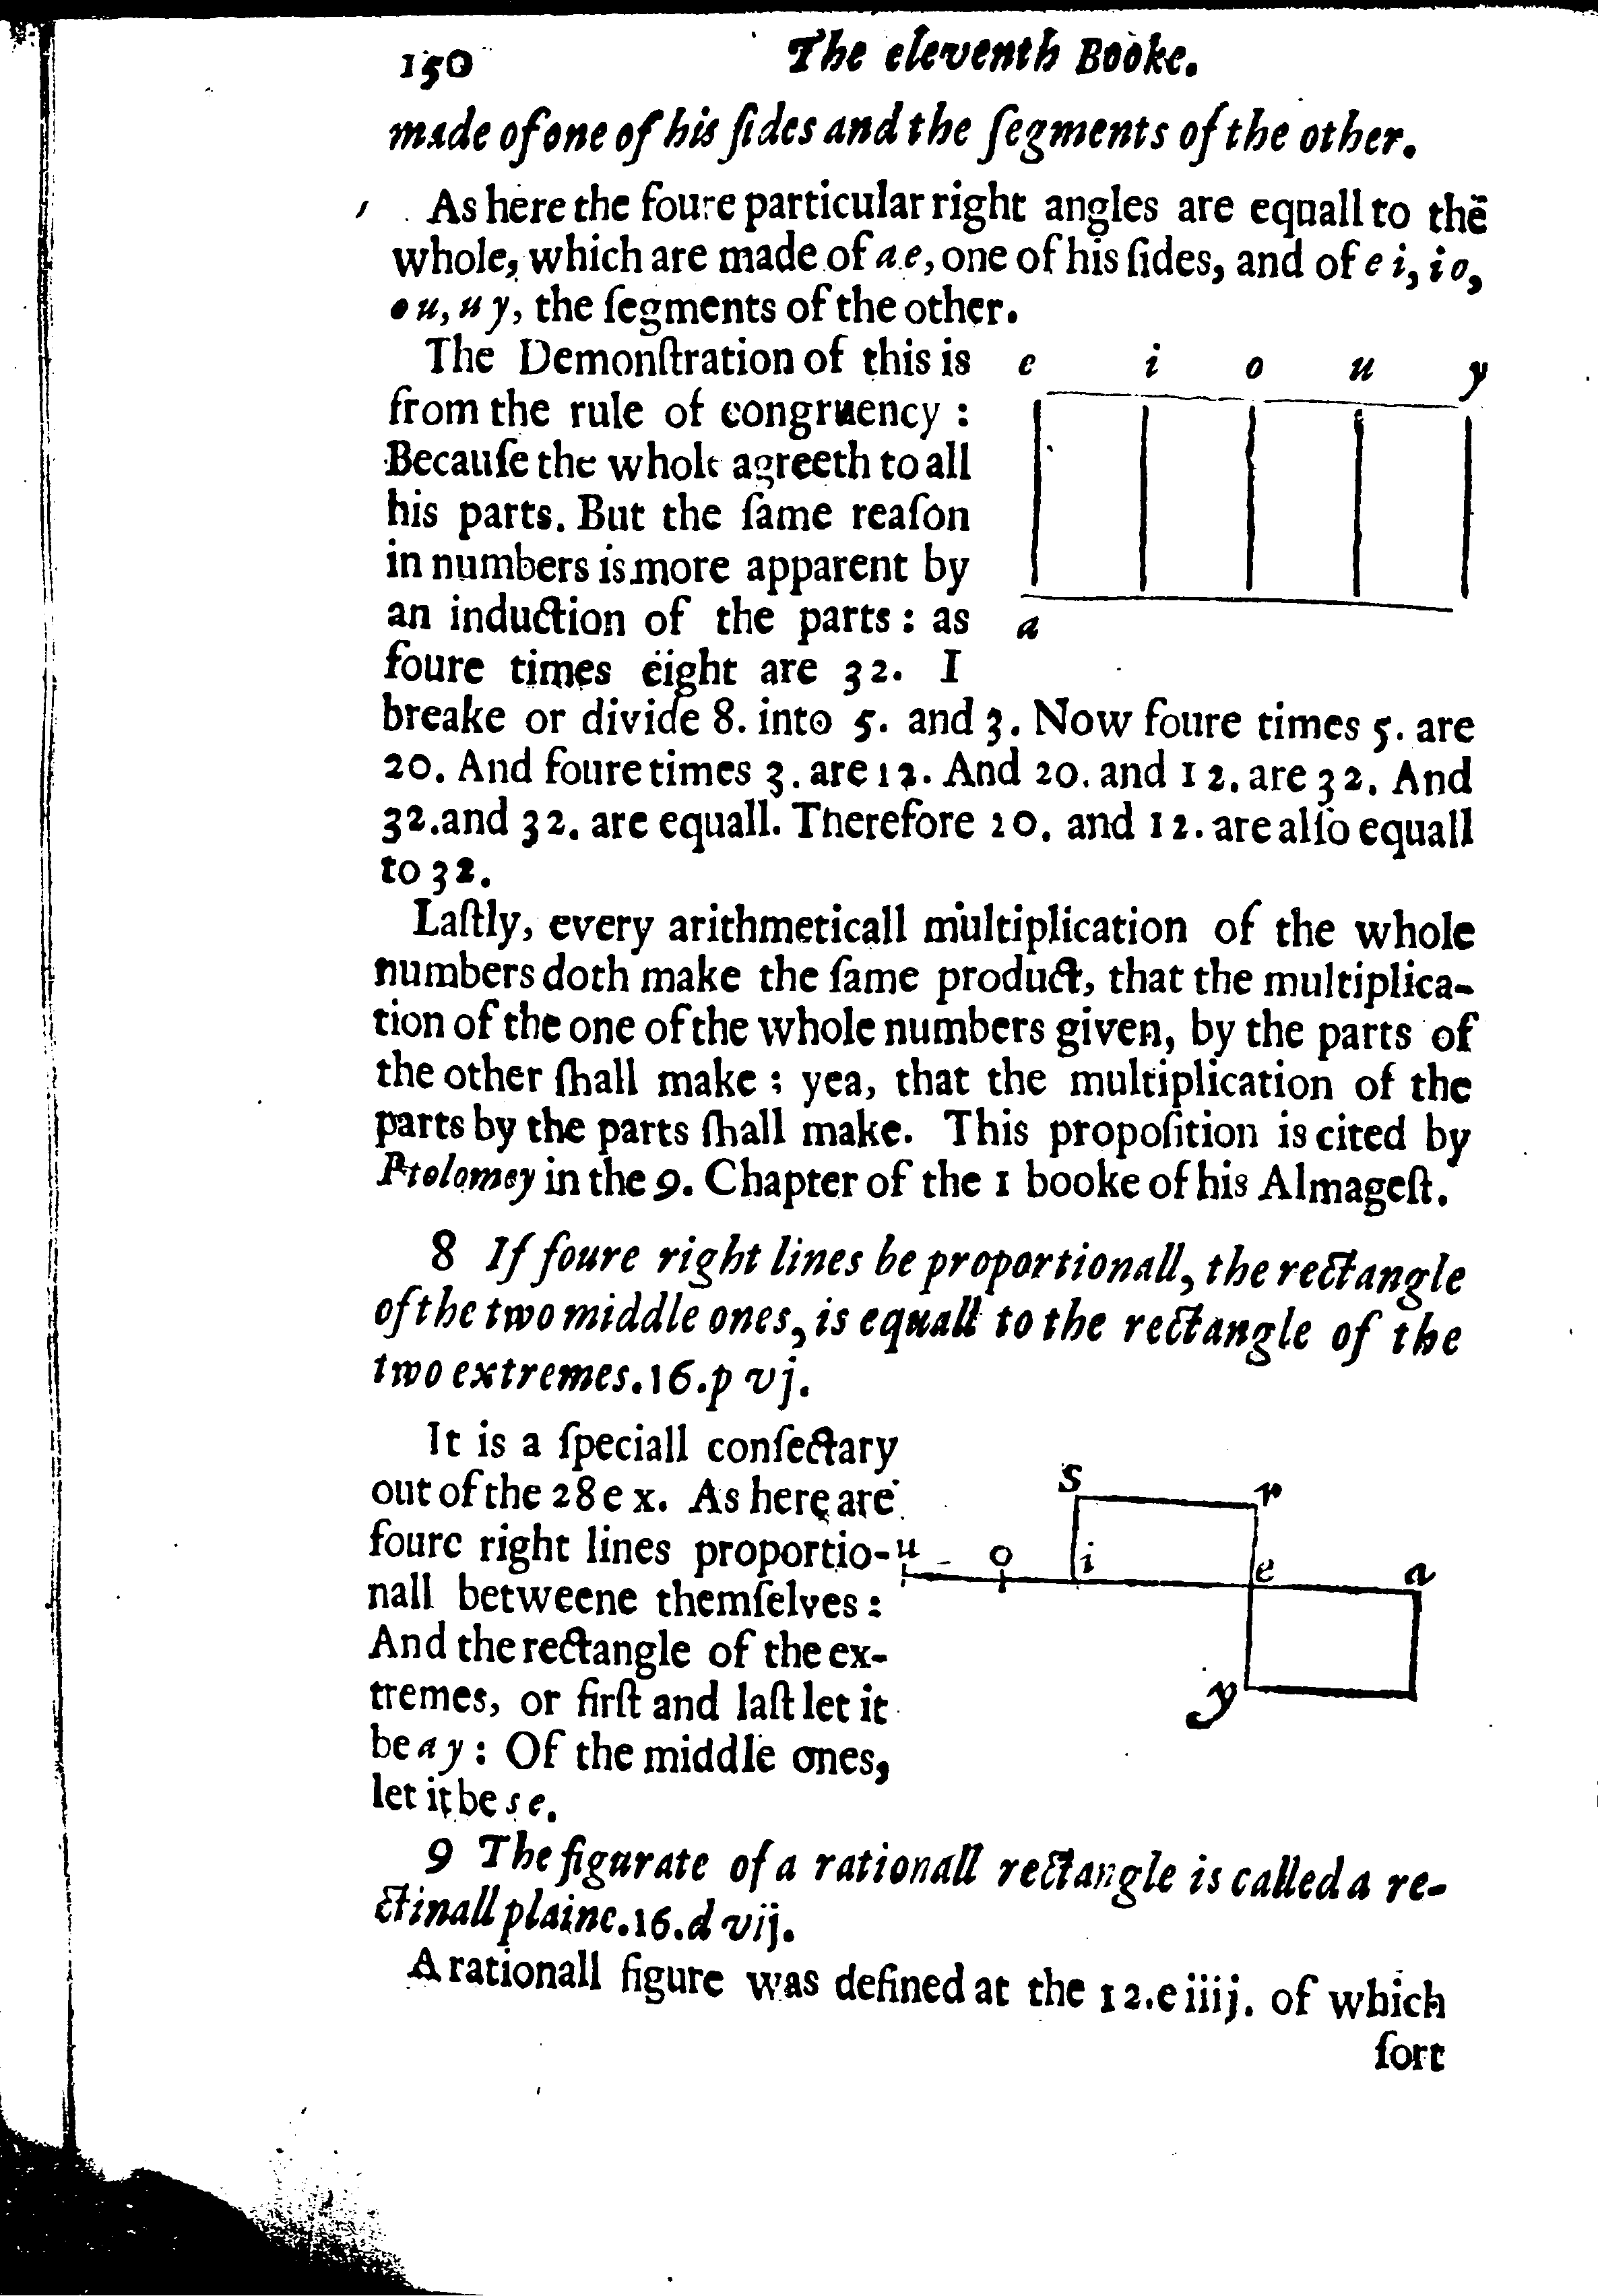 150 The eleventh Booke.
made of one of his ſides and the ſegments of the other.
As here the foure particular right angles are equall to the
whole, which are made of a e, one of his ſides, and of e i, i o,
o u, u y, the ſegments of the other.
The Demonſtration of this is
from the rule of congruency :
Becauſe the whole agreeth to all
his parts. But the ſame reaſon
in numbers is more apparent by
an induction of the parts : as
foure times eight are 32. I
e i o u y
a
breake or divide 8. into 5. and 3. Now foure times 5. are
20. And foure times 3. are 12. And 20. and 12. are 32. And
32. and 32. are equall. Therefore 20. and 12. are alſo equall
to 32.
Laſtly, every arithmeticall multiplication of the whole
numbers doth make the ſame product, that the multiplica-
tion of the one of the whole numbers given, by the parts of
the other ſhall make : yea, that the multiplication of the
parts by the parts ſhall make. This propoſition is cited by
Ptolomey in the 9. Chapter of the 1 booke of his Almageſt.
8 If foure right lines be proportionall, the rectangle
of the two middle ones, is equall to the rectangle of the
two extremes. 16. p vj.
It is a ſpeciall conſectary
out of the 28 e x. As here are
foure right lines proportio-
nall betweene themſelves :
And the rectangle of the ex-
tremes, or firſt and laſt let it
be a y : Of the middle ones,
let it be s e.
s r
u o i e a
y
9 The figurate of a rationall rectangle is called a re-
ctinall plaine. 16. d vij.
A rationall figure was defined at the 12. e iiij. of which
ſort